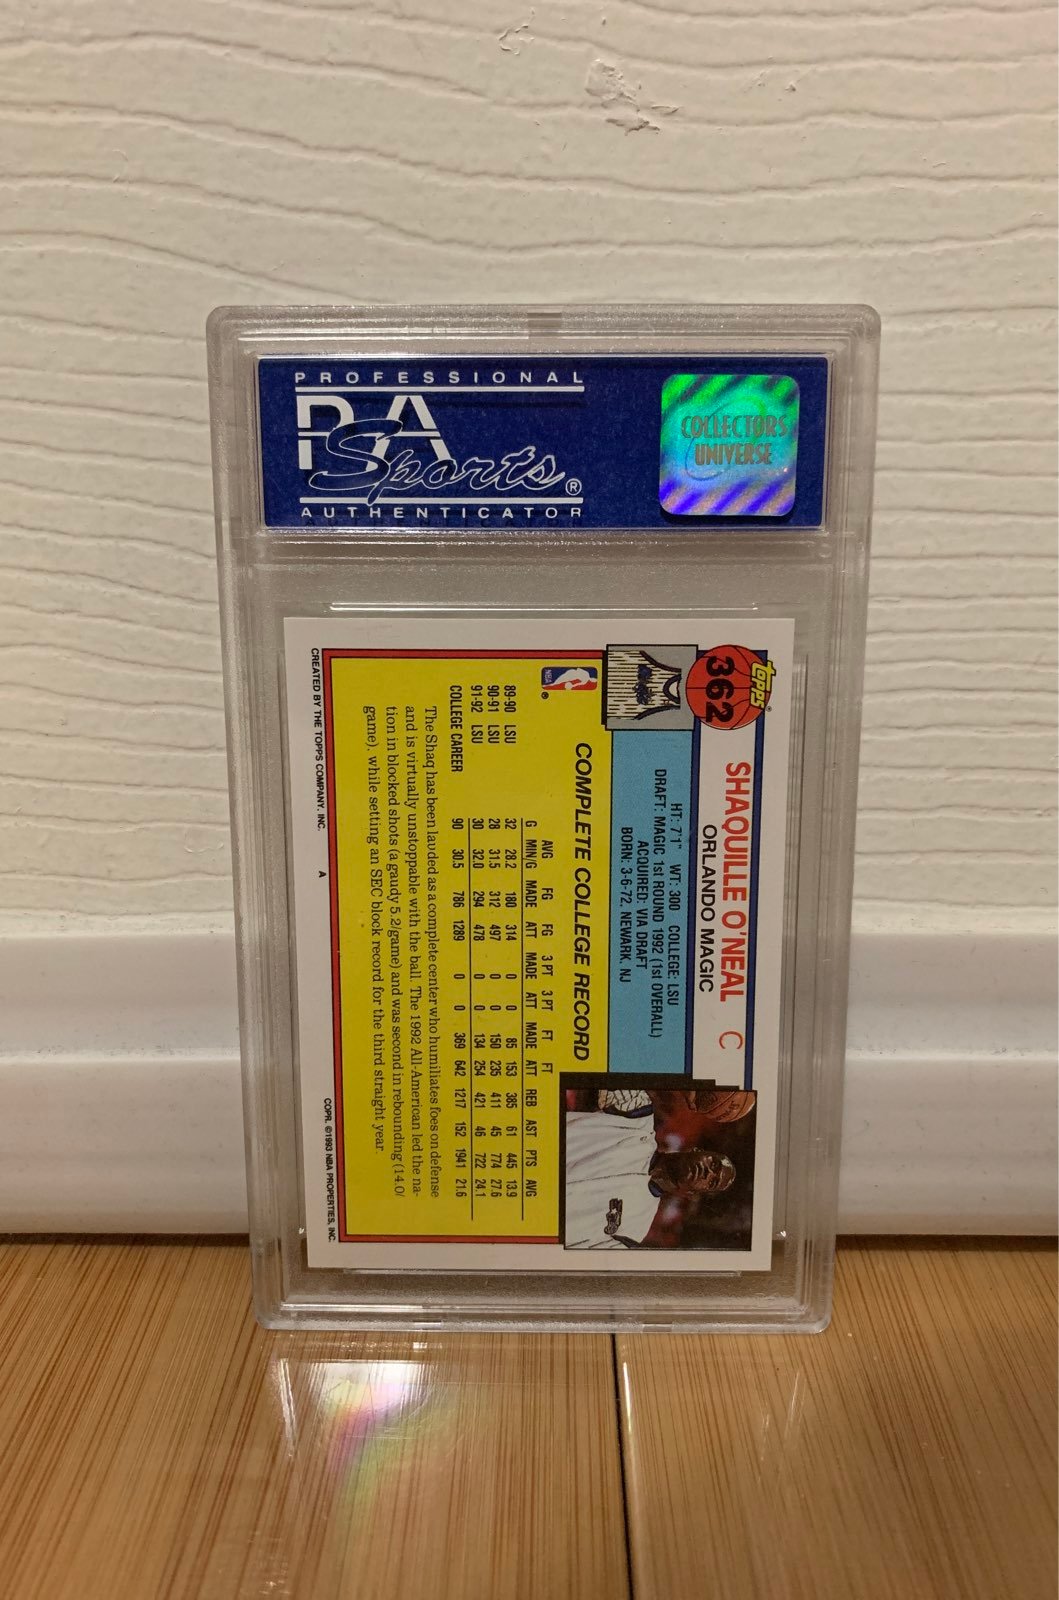 PROFESSIONAL
PSA
Sports®
AUTHENTICATOR
COLLECTORS
UNIVERSE
topps®
362
SHAQUILLE O'NEAL C
ORLANDO MAGIC
HT: 7'1" WT: 300 COLLEGE: LSU
DRAFT: MAGIC 1ST ROUND 1992 (1st OVERALL)
ACQUIRED: VIA DRAFT
BORN: 3-6-72, NEWARK, NJ
COMPLETE COLLEGE RECORD
NBA ®
AVG FG FG 3 PT 3 PT FT FT
G MIN/G MADE ATT MADE ATT MADE ATT REB AST PTS AVG
89-90 LSU 32 28.2 180 314 0 0 85 153 385 61 445 13.9
90-91 LSU 28 31.5 312 497 0 0 150 235 411 45 774 27.6
91-92 LSU 30 32.0 294 478 0 0 134 254 421 46 722 24.1
COLLEGE CAREER 90 30.5 786 1289 0 0 369 642 1217 152 1941 21.6
The Shaq has been lauded as a complete center who humiliates foes on defense
and is virtually unstoppable with the ball. The 1992 All-American led the na-
tion in blocked shots (a gaudy 5.2/game) and was second in rebounding (14.0/
game), while setting an SEC block record for the third straight year.
CREATED BY THE TOPPS COMPANY, INC. A COPR. ©1993 NBA PROPERTIES, INC.